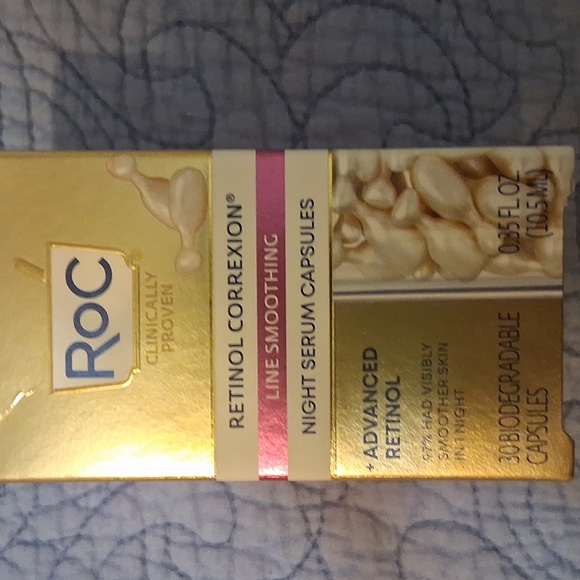 RoC
CLINICALLY
PROVEN
RETINOL CORREXION®
LINE SMOOTHING
NIGHT SERUM CAPSULES
+ADVANCED
RETINOL
97% HAD VISIBLY
SMOOTHER SKIN
IN 1 NIGHT
30 BIODEGRADABLE
CAPSULES
0.35 FL OZ
(10.5 ML)